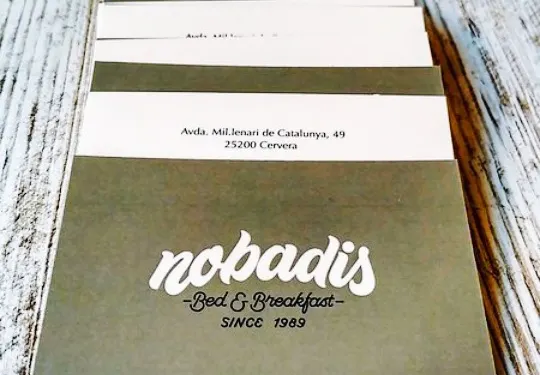 Avda. Mil.lenari de Catalunya, 49
25200 Cervera
nobadis
-Bed & Breakfast-
SINCE 1989